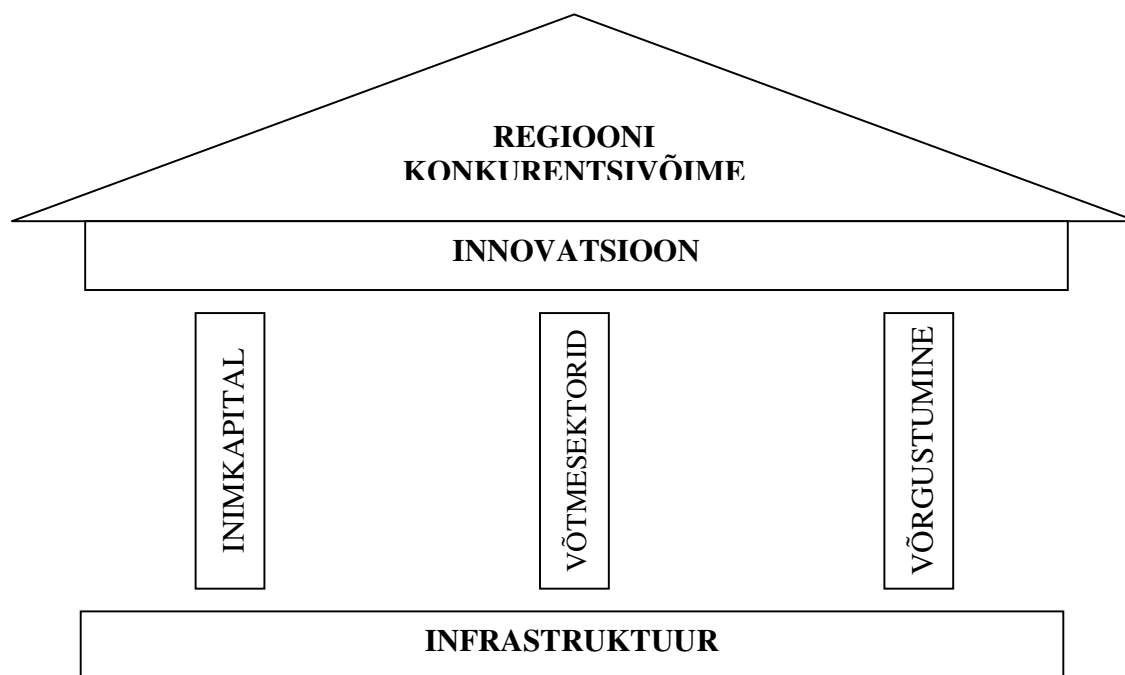 REGIOONI
KONKURENTSIVÕIME
INNOVATSIOON
INIMKAPITAL
VÕTMESEKTORID
VÕRGUSTUMINE
INFRASTRUKTUUR